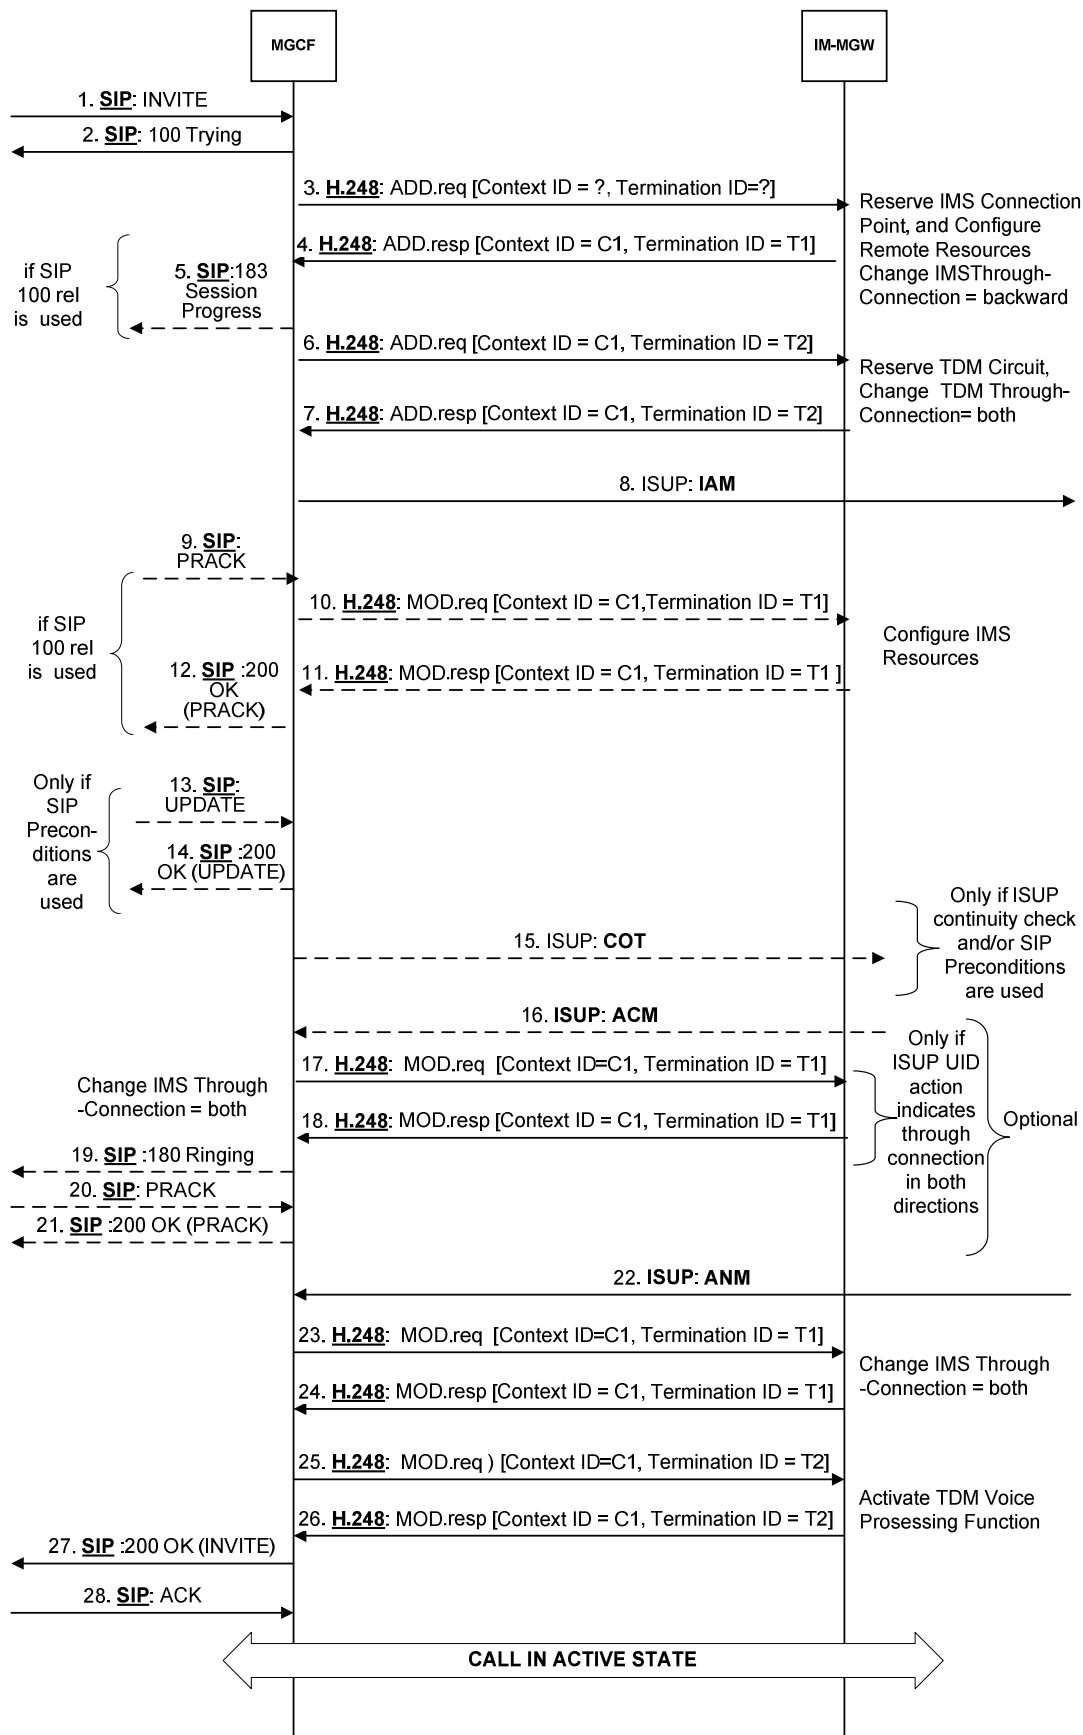 MGCF
IM-MGW
1. SIP: INVITE
2. SIP: 100 Trying
3. H.248: ADD.req [Context ID = ?, Termination ID=?]
Reserve IMS Connection
Point, and Configure
Remote Resources
Change IMSThrough-
Connection = backward
4. H.248: ADD.resp [Context ID = C1, Termination ID = T1]
if SIP
100 rel
is used
5. SIP:183
Session
Progress
6. H.248: ADD.req [Context ID = C1, Termination ID = T2]
Reserve TDM Circuit,
Change TDM Through-
Connection= both
7. H.248: ADD.resp [Context ID = C1, Termination ID = T2]
8. ISUP: IAM
9. SIP:
PRACK
10. H.248: MOD.req [Context ID = C1,Termination ID = T1]
if SIP
100 rel
is used
Configure IMS
Resources
11. H.248: MOD.resp [Context ID = C1, Termination ID = T1 ]
12. SIP :200
OK
(PRACK)
Only if
SIP
Precon-
ditions
are
used
13. SIP:
UPDATE
14. SIP :200
OK (UPDATE)
15. ISUP: COT
Only if ISUP
continuity check
and/or SIP
Preconditions
are used
16. ISUP: ACM
17. H.248: MOD.req [Context ID=C1, Termination ID = T1]
Change IMS Through
-Connection = both
18. H.248: MOD.resp [Context ID = C1, Termination ID = T1]
Only if
ISUP UID
action
indicates
through
connection
in both
directions
Optional
19. SIP :180 Ringing
20. SIP: PRACK
21. SIP :200 OK (PRACK)
22. ISUP: ANM
23. H.248: MOD.req [Context ID=C1, Termination ID = T1]
Change IMS Through
-Connection = both
24. H.248: MOD.resp [Context ID = C1, Termination ID = T1]
25. H.248: MOD.req ) [Context ID=C1, Termination ID = T2]
Activate TDM Voice
Prosessing Function
26. H.248: MOD.resp [Context ID = C1, Termination ID = T2]
27. SIP :200 OK (INVITE)
28. SIP: ACK
CALL IN ACTIVE STATE